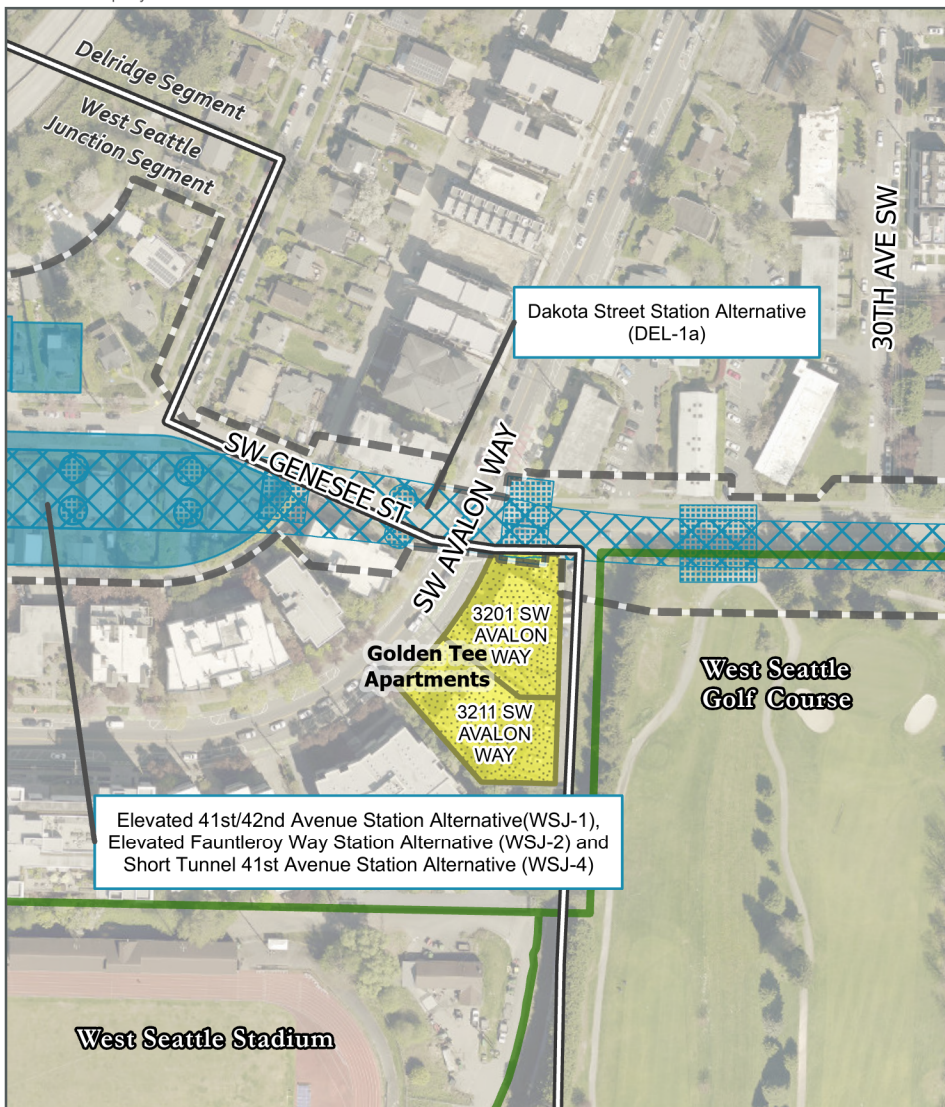 Delridge Segment
West Seattle
Junction Segment
30TH AVE SW
Dakota Street Station Alternative
(DEL-1a)
SW GENESEE ST
SW AVALON WAY
3201 SW
AVALON
WAY
Golden Tee
Apartments
3211 SW
AVALON
WAY
West Seattle
Golf Course
Elevated 41st/42nd Avenue Station Alternative(WSJ-1),
Elevated Fauntleroy Way Station Alternative (WSJ-2) and
Short Tunnel 41st Avenue Station Alternative (WSJ-4)
West Seattle Stadium